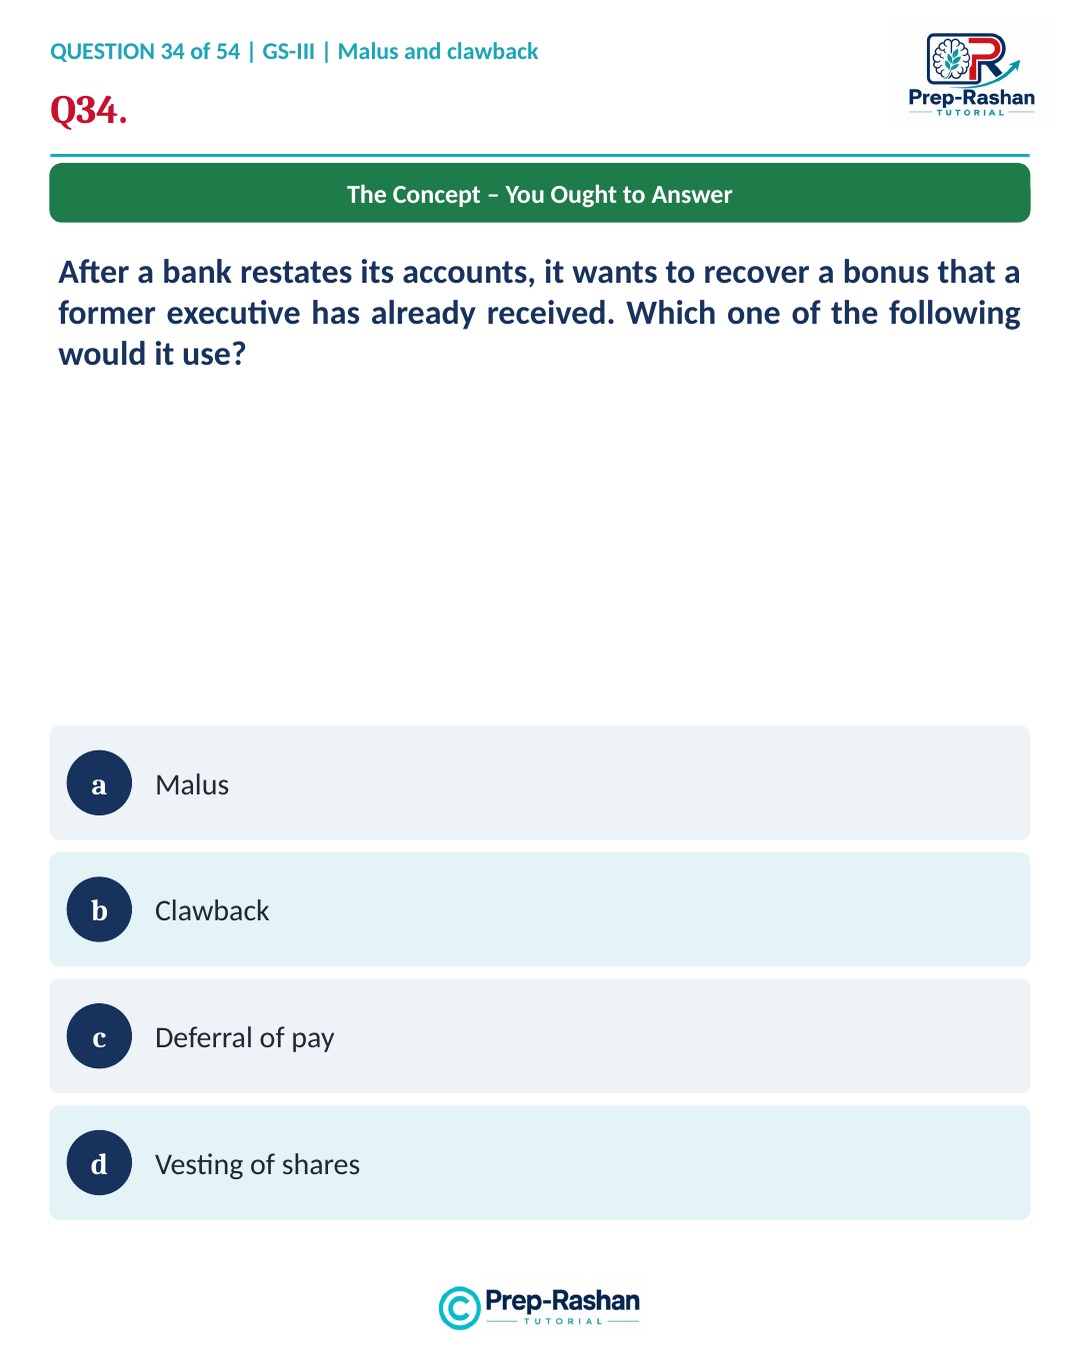 QUESTION 34 of 54 | GS-III | Malus and clawback
Q34.
Prep-Rashan
TUTORIAL
The Concept – You Ought to Answer
After a bank restates its accounts, it wants to recover a bonus that a
former executive has already received. Which one of the following
would it use?
a Malus
b Clawback
c Deferral of pay
d Vesting of shares
© Prep-Rashan
TUTORIAL